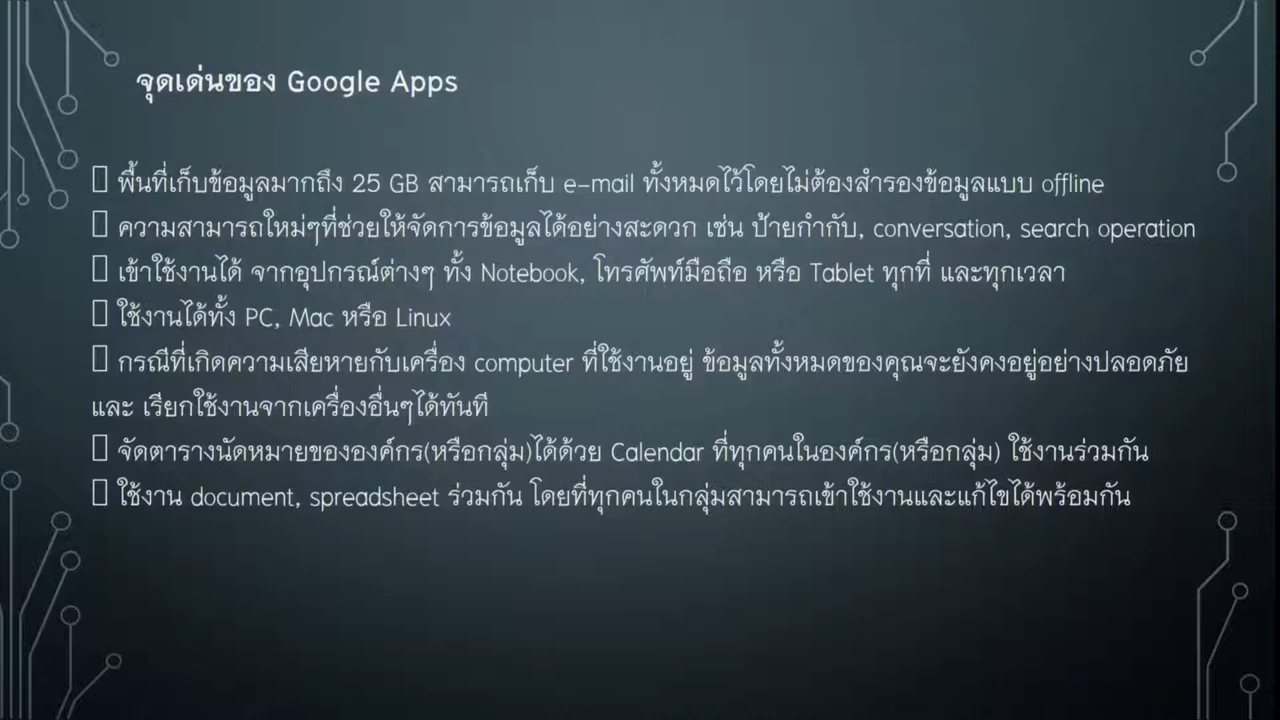 จุดเด่นของ Google Apps
พื้นที่เก็บข้อมูลมากถึง 25 GB สามารถเก็บ e-mail ทั้งหมดไว้โดยไม่ต้องสำรองข้อมูลแบบ offline
ความสามารถใหม่ๆที่ช่วยให้จัดการข้อมูลได้อย่างสะดวก เช่น ป้ายกำกับ, conversation, search operation
เข้าใช้งานได้ จากอุปกรณ์ต่างๆ ทั้ง Notebook, โทรศัพท์มือถือ หรือ Tablet ทุกที่ และทุกเวลา
ใช้งานได้ทั้ง PC, Mac หรือ Linux
กรณีที่เกิดความเสียหายกับเครื่อง computer ที่ใช้งานอยู่ ข้อมูลทั้งหมดของคุณจะยังคงอยู่อย่างปลอดภัย
และ เรียกใช้งานจากเครื่องอื่นๆได้ทันที
จัดตารางนัดหมายขององค์กร(หรือกลุ่ม)ได้ด้วย Calendar ที่ทุกคนในองค์กร(หรือกลุ่ม) ใช้งานร่วมกัน
ใช้งาน document, spreadsheet ร่วมกัน โดยที่ทุกคนในกลุ่มสามารถเข้าใช้งานและแก้ไขได้พร้อมกัน